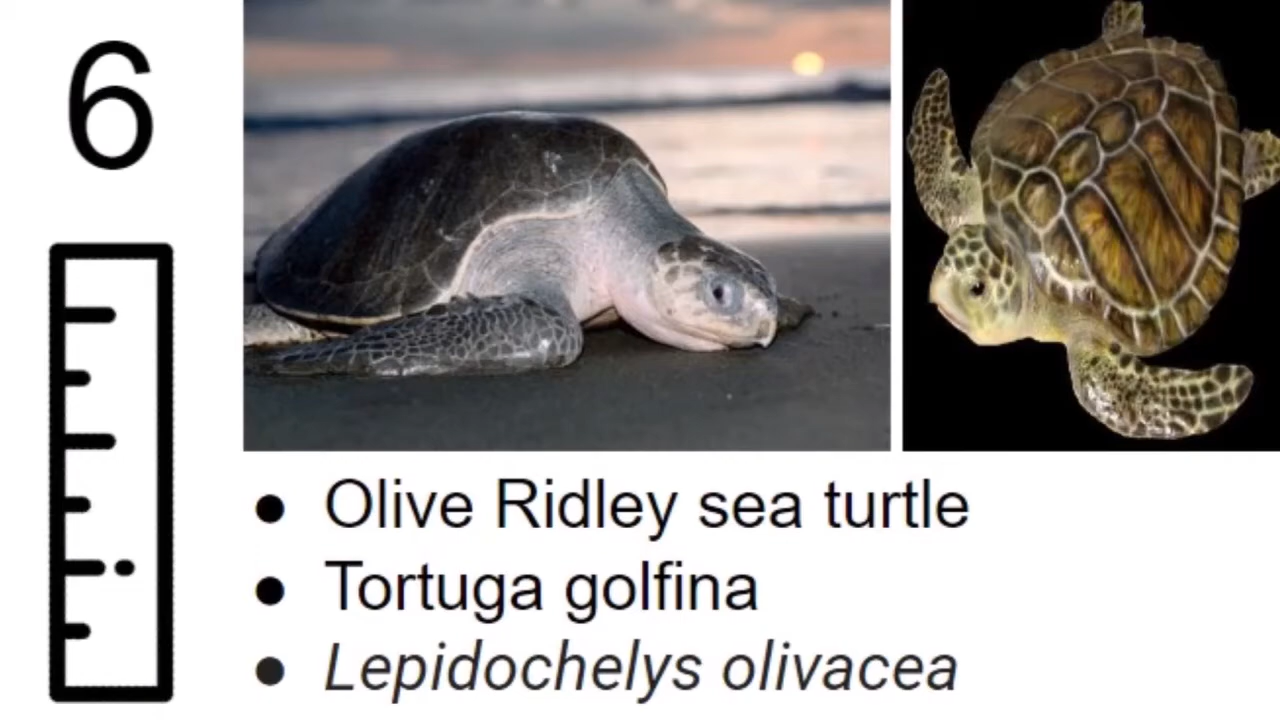 6
• Olive Ridley sea turtle
• Tortuga golfina
• Lepidochelys olivacea